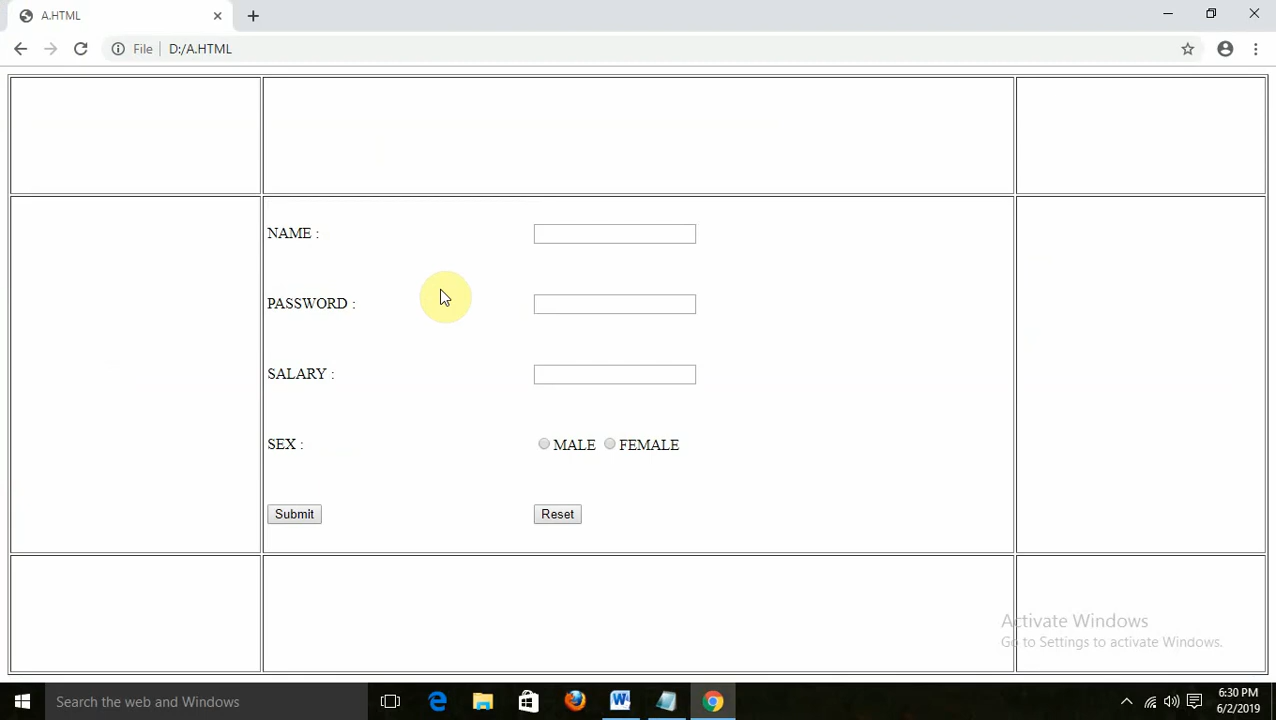 A.HTML
File D:/A.HTML
NAME :
PASSWORD :
SALARY :
SEX : MALE FEMALE
Submit Reset
Activate Windows
Go to Settings to activate Windows.
Search the web and Windows
6:30 PM
6/2/2019